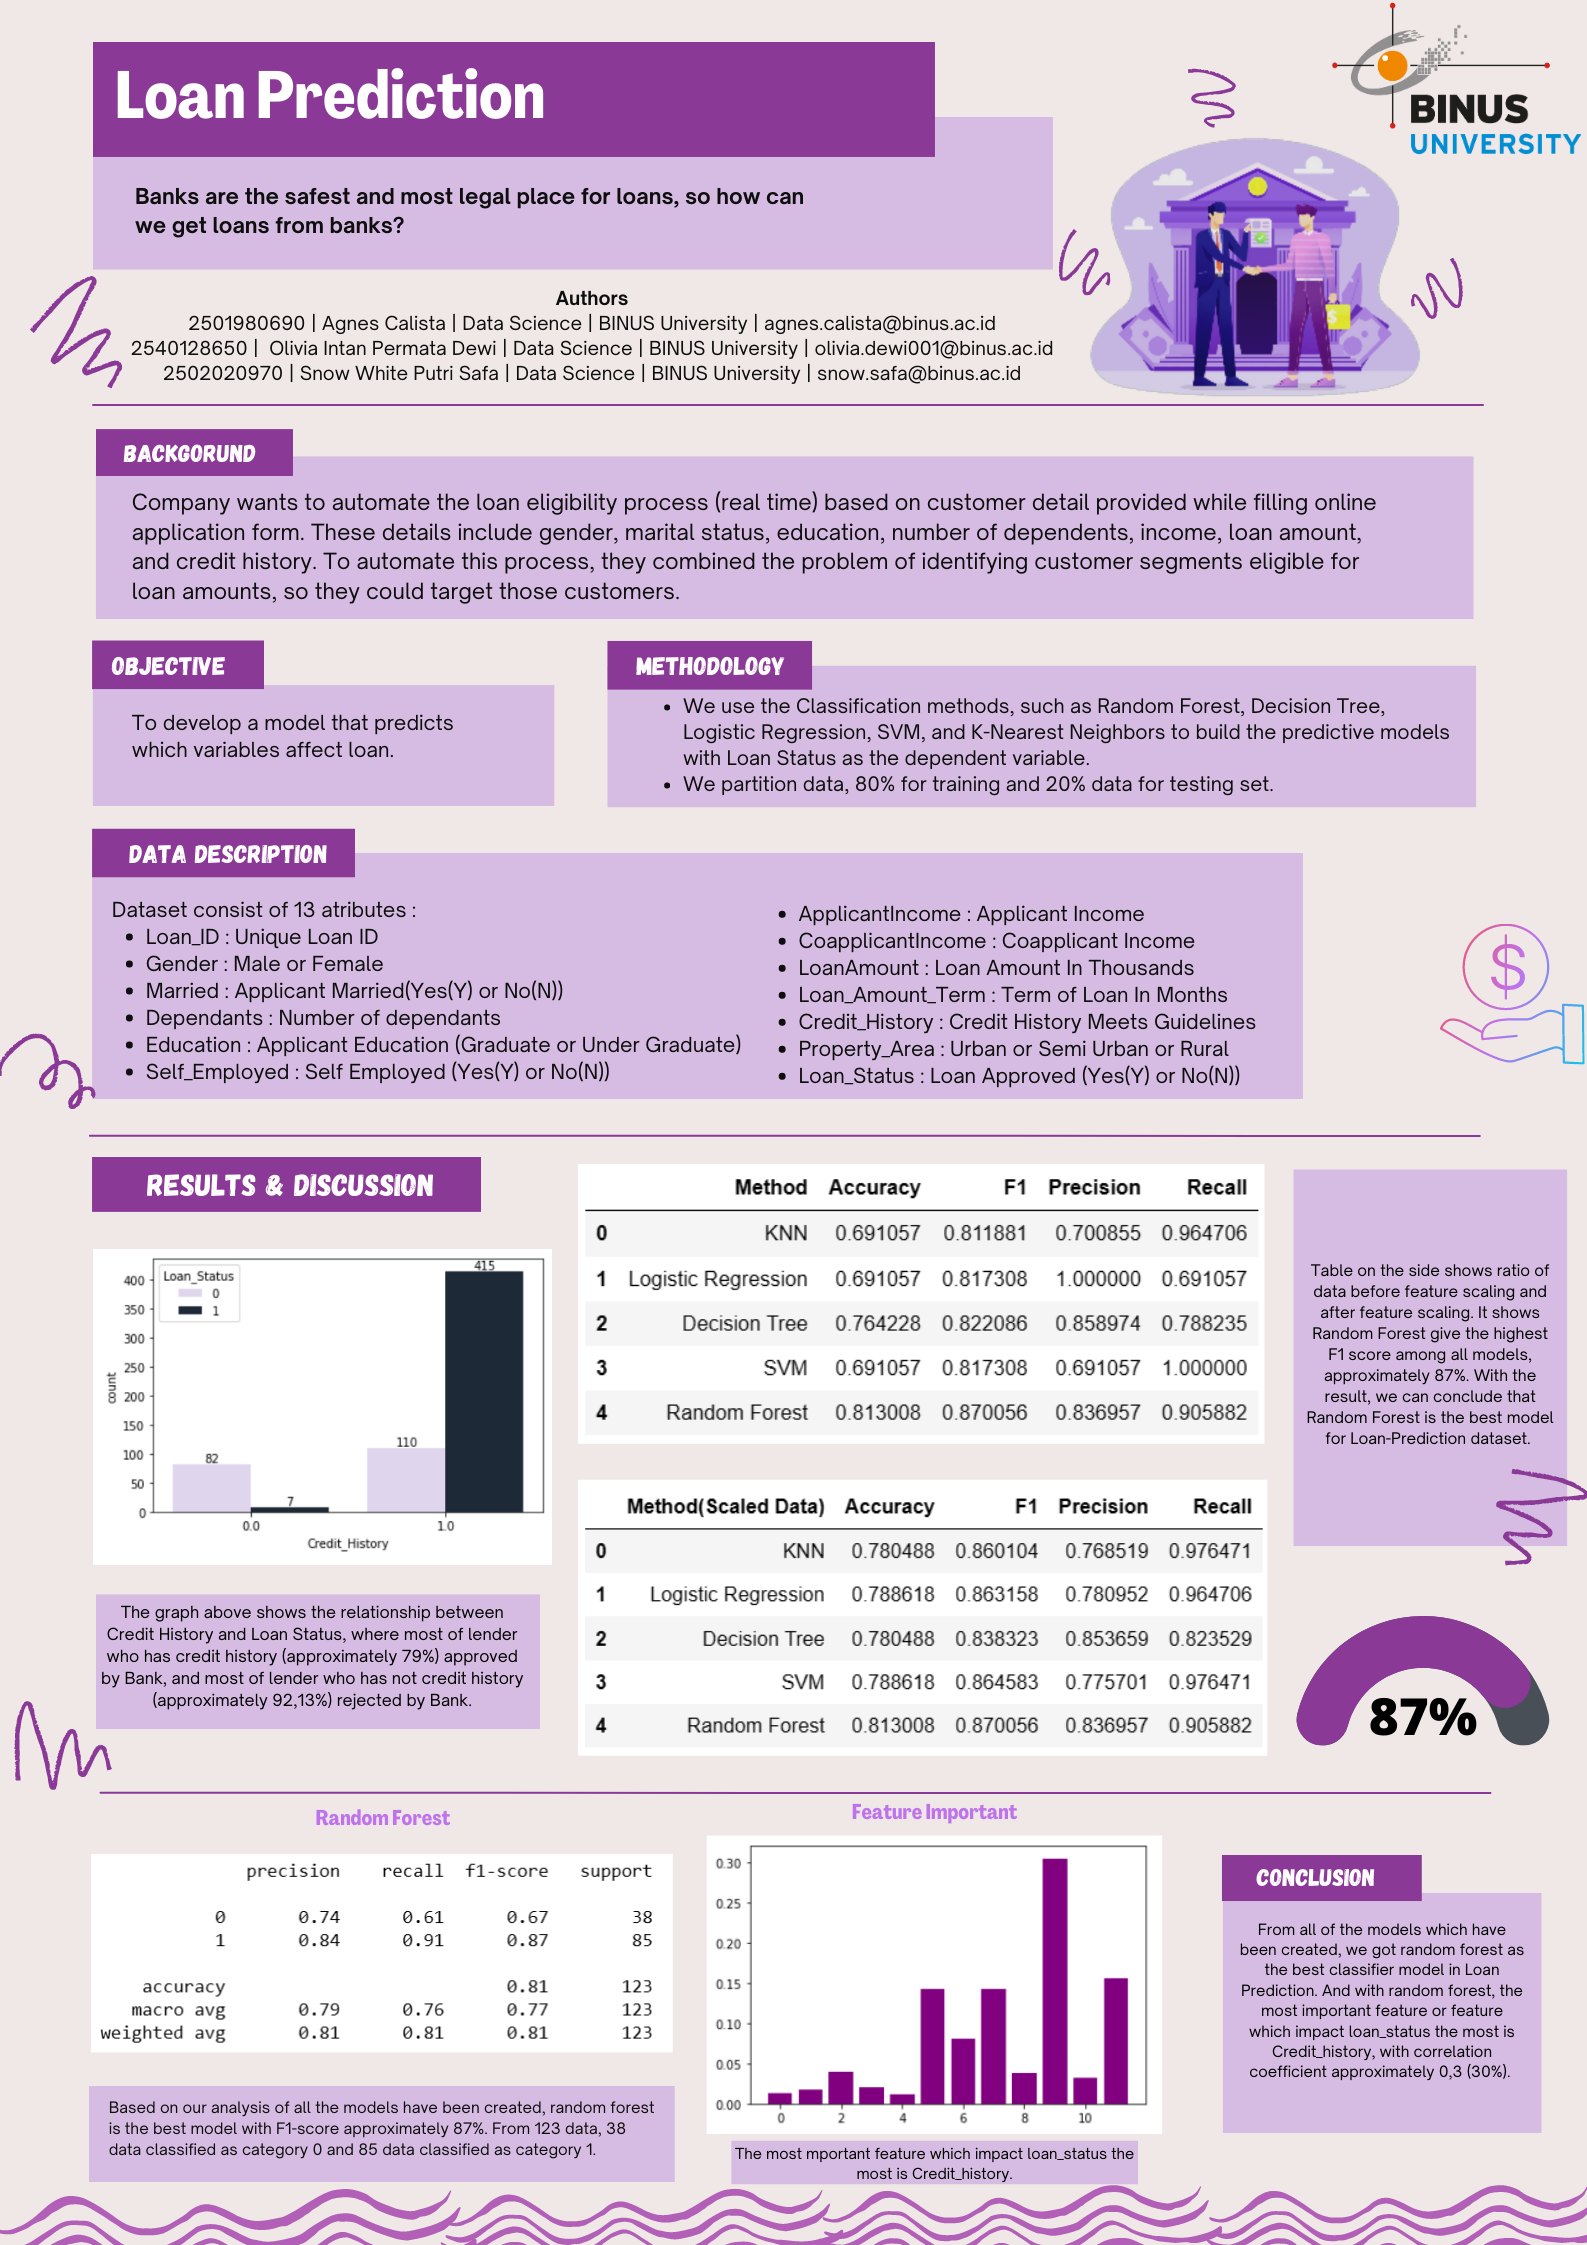 Loan Prediction
BINUS
UNIVERSITY
Banks are the safest and most legal place for loans, so how can
we get loans from banks?
Authors
2501980690 | Agnes Calista | Data Science | BINUS University | agnes.calista@binus.ac.id
2540128650 | Olivia Intan Permata Dewi | Data Science | BINUS University | olivia.dewi001@binus.ac.id
2502020970 | Snow White Putri Safa | Data Science | BINUS University | snow.safa@binus.ac.id
$
BACKGORUND
Company wants to automate the loan eligibility process (real time) based on customer detail provided while filling online
application form. These details include gender, marital status, education, number of dependents, income, loan amount,
and credit history. To automate this process, they combined the problem of identifying customer segments eligible for
loan amounts, so they could target those customers.
OBJECTIVE
To develop a model that predicts
which variables affect loan.
METHODOLOGY
• We use the Classification methods, such as Random Forest, Decision Tree,
Logistic Regression, SVM, and K-Nearest Neighbors to build the predictive models
with Loan Status as the dependent variable.
• We partition data, 80% for training and 20% data for testing set.
DATA DESCRIPTION
Dataset consist of 13 atributes :
• Loan_ID : Unique Loan ID
• Gender : Male or Female
• Married : Applicant Married(Yes(Y) or No(N))
• Dependants : Number of dependants
• Education : Applicant Education (Graduate or Under Graduate)
• Self_Employed : Self Employed (Yes(Y) or No(N))
• ApplicantIncome : Applicant Income
• CoapplicantIncome : Coapplicant Income
• LoanAmount : Loan Amount In Thousands
• Loan_Amount_Term : Term of Loan In Months
• Credit_History : Credit History Meets Guidelines
• Property_Area : Urban or Semi Urban or Rural
• Loan_Status : Loan Approved (Yes(Y) or No(N))
$
RESULTS & DISCUSSION
Loan_Status
0
1
415
110
82
7
400
350
300
250
200
150
100
50
0
count
0.0 1.0
Credit_History
The graph above shows the relationship between
Credit History and Loan Status, where most of lender
who has credit history (approximately 79%) approved
by Bank, and most of lender who has not credit history
(approximately 92,13%) rejected by Bank.
Method Accuracy F1 Precision Recall
0 KNN 0.691057 0.811881 0.700855 0.964706
1 Logistic Regression 0.691057 0.817308 1.000000 0.691057
2 Decision Tree 0.764228 0.822086 0.858974 0.788235
3 SVM 0.691057 0.817308 0.691057 1.000000
4 Random Forest 0.813008 0.870056 0.836957 0.905882
Method(Scaled Data) Accuracy F1 Precision Recall
0 KNN 0.780488 0.860104 0.768519 0.976471
1 Logistic Regression 0.788618 0.863158 0.780952 0.964706
2 Decision Tree 0.780488 0.838323 0.853659 0.823529
3 SVM 0.788618 0.864583 0.775701 0.976471
4 Random Forest 0.813008 0.870056 0.836957 0.905882
Table on the side shows ratio of
data before feature scaling and
after feature scaling. It shows
Random Forest give the highest
F1 score among all models,
approximately 87%. With the
result, we can conclude that
Random Forest is the best model
for Loan-Prediction dataset.
87%
Random Forest
precision recall f1-score support
0 0.74 0.61 0.67 38
1 0.84 0.91 0.87 85
accuracy 0.81 123
macro avg 0.79 0.76 0.77 123
weighted avg 0.81 0.81 0.81 123
Based on our analysis of all the models have been created, random forest
is the best model with F1-score approximately 87%. From 123 data, 38
data classified as category 0 and 85 data classified as category 1.
Feature Important
0.30
0.25
0.20
0.15
0.10
0.05
0.00
0 2 4 6 8 10
The most mportant feature which impact loan_status the
most is Credit_history.
CONCLUSION
From all of the models which have
been created, we got random forest as
the best classifier model in Loan
Prediction. And with random forest, the
most important feature or feature
which impact loan_status the most is
Credit_history, with correlation
coefficient approximately 0,3 (30%).